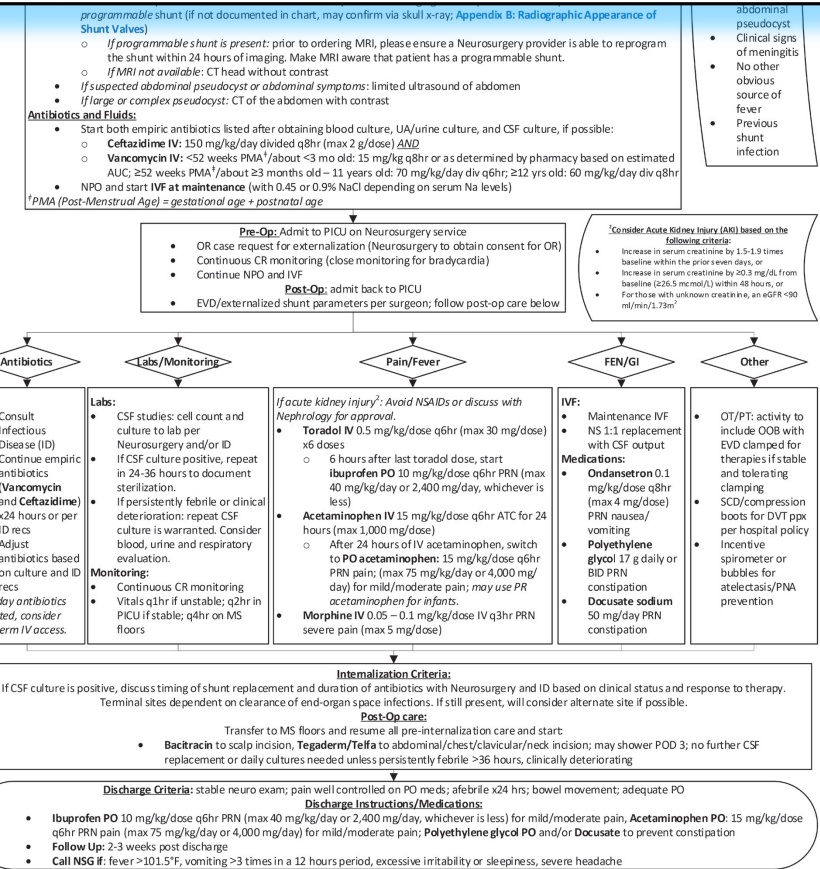 programmable shunt (if not documented in chart, may confirm via skull x-ray; Appendix B: Radiographic Appearance of
Shunt Valves)
o If programmable shunt is present: prior to ordering MRI, please ensure a Neurosurgery provider is able to reprogram
the shunt within 24 hours of imaging. Make MRI aware that patient has a programmable shunt.
o If MRI not available: CT head without contrast
• If suspected abdominal pseudocyst or abdominal symptoms: limited ultrasound of abdomen
• If large or complex pseudocyst: CT of the abdomen with contrast
Antibiotics and Fluids:
• Start both empiric antibiotics listed after obtaining blood culture, UA/urine culture, and CSF culture, if possible:
o Ceftazidime IV: 150 mg/kg/day divided q8hr (max 2 g/dose) AND
o Vancomycin IV: <52 weeks PMA‡/about <3 mo old: 15 mg/kg q8hr or as determined by pharmacy based on estimated
AUC; ≥52 weeks PMA‡/about ≥3 months old – 11 years old: 70 mg/kg/day div q6hr; ≥12 yrs old: 60 mg/kg/day div q8hr
• NPO and start IVF at maintenance (with 0.45 or 0.9% NaCl depending on serum Na levels)
‡PMA (Post-Menstrual Age) = gestational age + postnatal age
abdominal
pseudocyst
• Clinical signs
of meningitis
• No other
obvious
source of
fever
• Previous
shunt
infection
Pre-Op: Admit to PICU on Neurosurgery service
• OR case request for externalization (Neurosurgery to obtain consent for OR)
• Continuous CR monitoring (close monitoring for bradycardia)
• Continue NPO and IVF
Post-Op: admit back to PICU
• EVD/externalized shunt parameters per surgeon; follow post-op care below
²Consider Acute Kidney Injury (AKI) based on the
following criteria:
• Increase in serum creatinine by 1.5-1.9 times
baseline within the prior seven days, or
• Increase in serum creatinine by ≥0.3 mg/dL from
baseline (≥26.5 mcmol/L) within 48 hours, or
• For those with unknown creatinine, an eGFR <90
ml/min/1.73m²
Antibiotics
Consult
Infectious
Disease (ID)
Continue empiric
antibiotics
(Vancomycin
and Ceftazidime)
x24 hours or per
ID recs
Adjust
antibiotics based
on culture and ID
recs
day antibiotics
ted, consider
term IV access.
Labs/Monitoring
Labs:
• CSF studies: cell count and
culture to lab per
Neurosurgery and/or ID
• If CSF culture positive, repeat
in 24-36 hours to document
sterilization.
• If persistently febrile or clinical
deterioration: repeat CSF
culture is warranted. Consider
blood, urine and respiratory
evaluation.
Monitoring:
• Continuous CR monitoring
• Vitals q1hr if unstable; q2hr in
PICU if stable; q4hr on MS
floors
Pain/Fever
If acute kidney injury²: Avoid NSAIDs or discuss with
Nephrology for approval.
• Toradol IV 0.5 mg/kg/dose q6hr (max 30 mg/dose)
x6 doses
o 6 hours after last toradol dose, start
ibuprofen PO 10 mg/kg/dose q6hr PRN (max
40 mg/kg/day or 2,400 mg/day, whichever is
less)
• Acetaminophen IV 15 mg/kg/dose q6hr ATC for 24
hours (max 1,000 mg/dose)
o After 24 hours of IV acetaminophen, switch
to PO acetaminophen: 15 mg/kg/dose q6hr
PRN pain; (max 75 mg/kg/day or 4,000 mg/
day) for mild/moderate pain; may use PR
acetaminophen for infants.
• Morphine IV 0.05 – 0.1 mg/kg/dose IV q3hr PRN
severe pain (max 5 mg/dose)
FEN/GI
IVF:
• Maintenance IVF
• NS 1:1 replacement
with CSF output
Medications:
• Ondansetron 0.1
mg/kg/dose q8hr
(max 4 mg/dose)
PRN nausea/
vomiting
• Polyethylene
glycol 17 g daily or
BID PRN
constipation
• Docusate sodium
50 mg/day PRN
constipation
Other
• OT/PT: activity to
include OOB with
EVD clamped for
therapies if stable
and tolerating
clamping
• SCD/compression
boots for DVT ppx
per hospital policy
• Incentive
spirometer or
bubbles for
atelectasis/PNA
prevention
Internalization Criteria:
If CSF culture is positive, discuss timing of shunt replacement and duration of antibiotics with Neurosurgery and ID based on clinical status and response to therapy.
Terminal sites dependent on clearance of end-organ space infections. If still present, will consider alternate site if possible.
Post-Op care:
Transfer to MS floors and resume all pre-internalization care and start:
• Bacitracin to scalp incision, Tegaderm/Telfa to abdominal/chest/clavicular/neck incision; may shower POD 3; no further CSF
replacement or daily cultures needed unless persistently febrile >36 hours, clinically deteriorating
Discharge Criteria: stable neuro exam; pain well controlled on PO meds; afebrile x24 hrs; bowel movement; adequate PO
Discharge Instructions/Medications:
• Ibuprofen PO 10 mg/kg/dose q6hr PRN (max 40 mg/kg/day or 2,400 mg/day, whichever is less) for mild/moderate pain, Acetaminophen PO: 15 mg/kg/dose
q6hr PRN pain (max 75 mg/kg/day or 4,000 mg/day) for mild/moderate pain; Polyethylene glycol PO and/or Docusate to prevent constipation
• Follow Up: 2-3 weeks post discharge
• Call NSG if: fever >101.5°F, vomiting >3 times in a 12 hours period, excessive irritability or sleepiness, severe headache